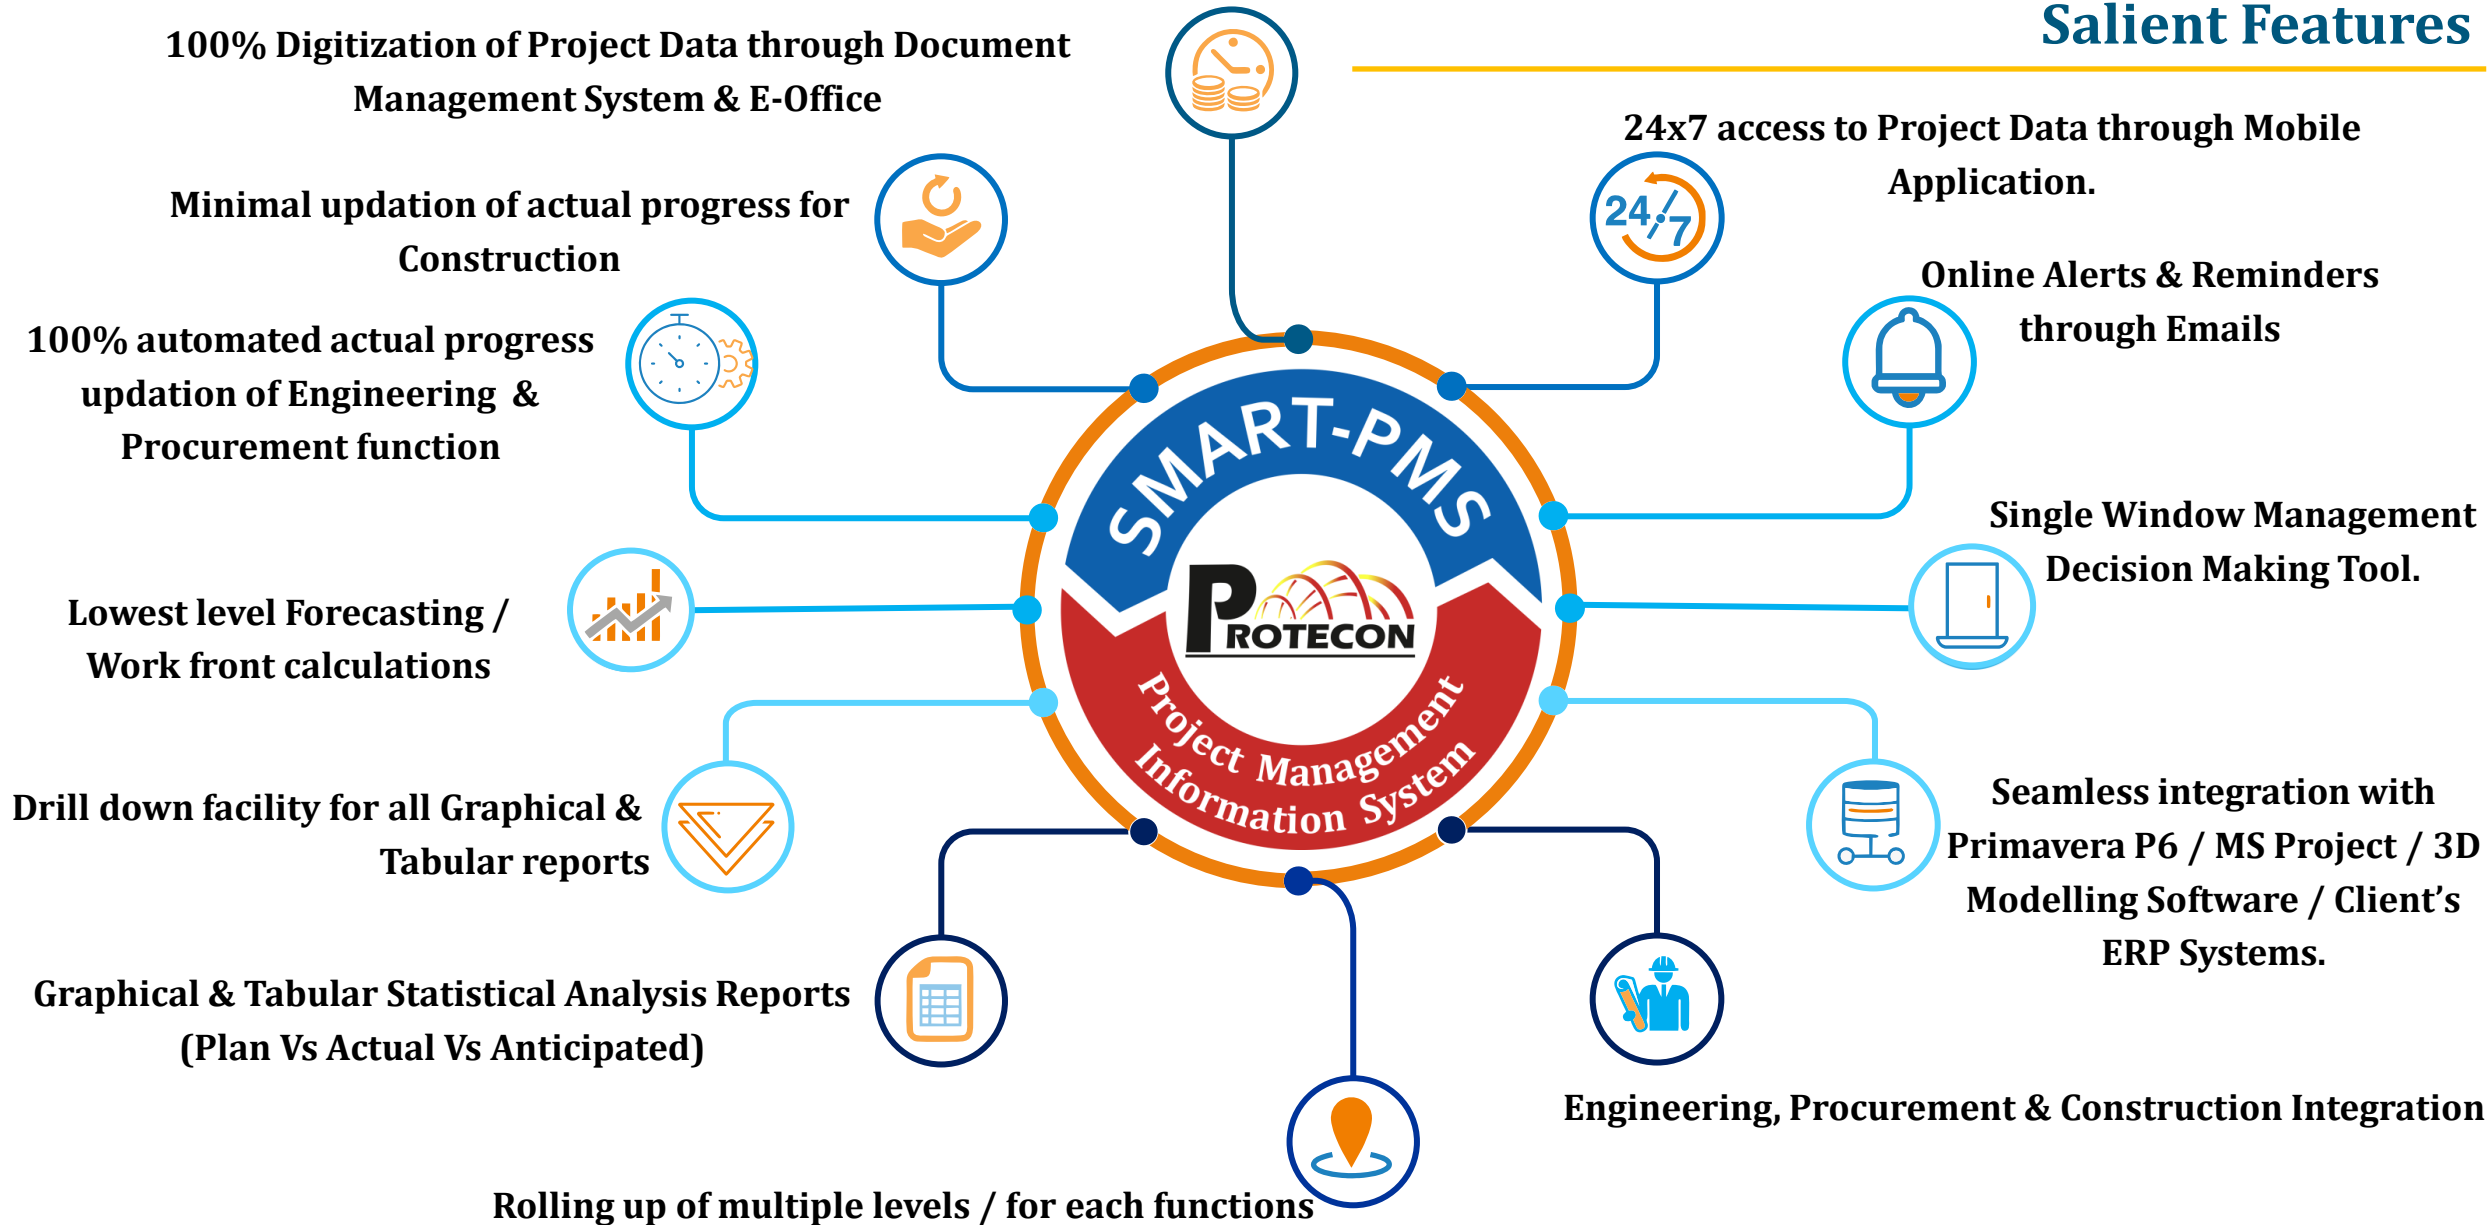 Salient Features
100% Digitization of Project Data through Document
Management System & E-Office
24x7 access to Project Data through Mobile
Application.
24/7
Minimal updation of actual progress for
Construction
Online Alerts & Reminders
through Emails
100% automated actual progress
updation of Engineering & 
Procurement function
Single Window Management
Decision Making Tool.
Lowest level Forecasting /
Work front calculations
SMART-PMS
PROTECON
Project Management
Information System
Drill down facility for all Graphical &
Tabular reports
Seamless integration with
Primavera P6 / MS Project / 3D
Modelling Software / Client’s
ERP Systems.
Graphical & Tabular Statistical Analysis Reports
(Plan Vs Actual Vs Anticipated)
Engineering, Procurement & Construction Integration
Rolling up of multiple levels / for each functions